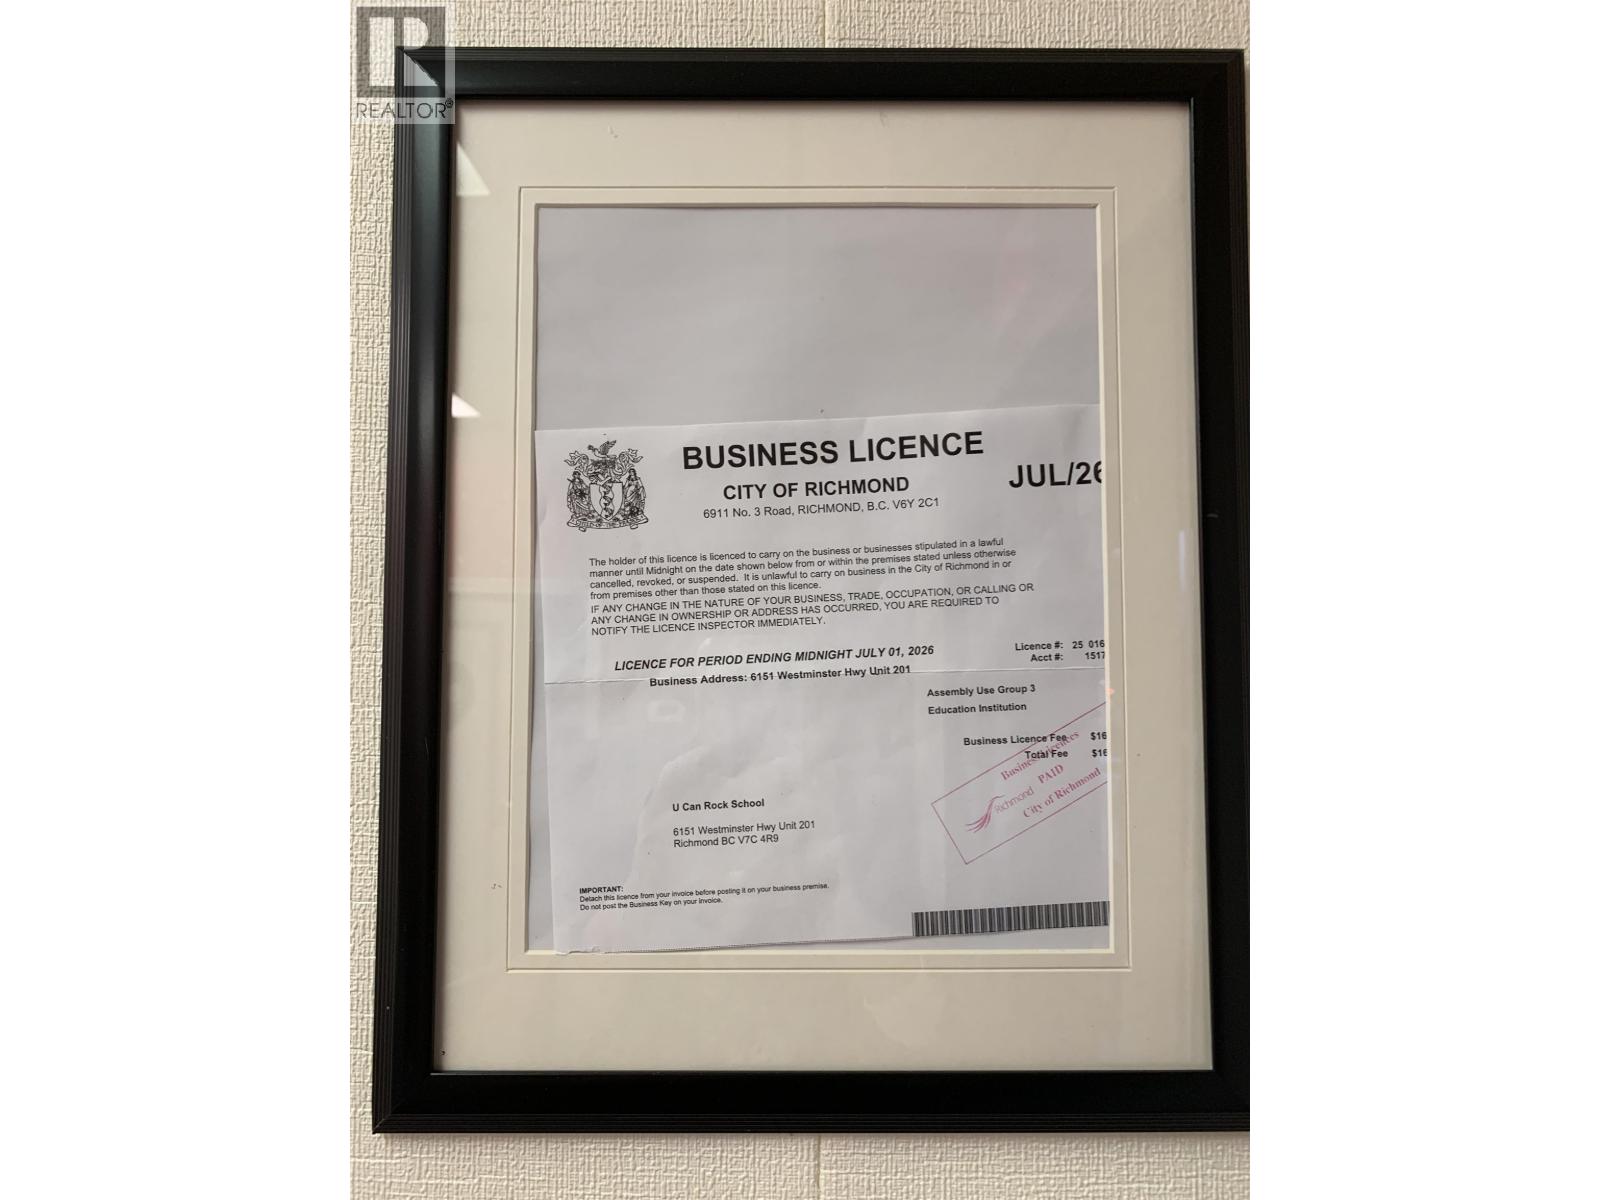 REALTOR®
BUSINESS LICENCE
JUL/26
CITY OF RICHMOND
6911 No. 3 Road, RICHMOND, B.C. V6Y 2C1
The holder of this licence is licenced to carry on the business or businesses stipulated in a lawful
manner until Midnight on the date shown below from or within the premises stated unless otherwise
cancelled, revoked, or suspended. It is unlawful to carry on business in the City of Richmond in or
from premises other than those stated on this licence.
IF ANY CHANGE IN THE NATURE OF YOUR BUSINESS, TRADE, OCCUPATION, OR CALLING OR
ANY CHANGE IN OWNERSHIP OR ADDRESS HAS OCCURRED, YOU ARE REQUIRED TO
NOTIFY THE LICENCE INSPECTOR IMMEDIATELY.
LICENCE FOR PERIOD ENDING MIDNIGHT JULY 01, 2026
Licence #: 25 016
Acct #: 1517
Business Address: 6151 Westminster Hwy Unit 201
Assembly Use Group 3
Education Institution
Business Licence Fee $16
Total Fee $16
Business Licences
Richmond PAID
City of Richmond
U Can Rock School
6151 Westminster Hwy Unit 201
Richmond BC V7C 4R9
IMPORTANT:
Detach this licence from your invoice before posting it on your business premise.
Do not post the Business Key on your invoice.